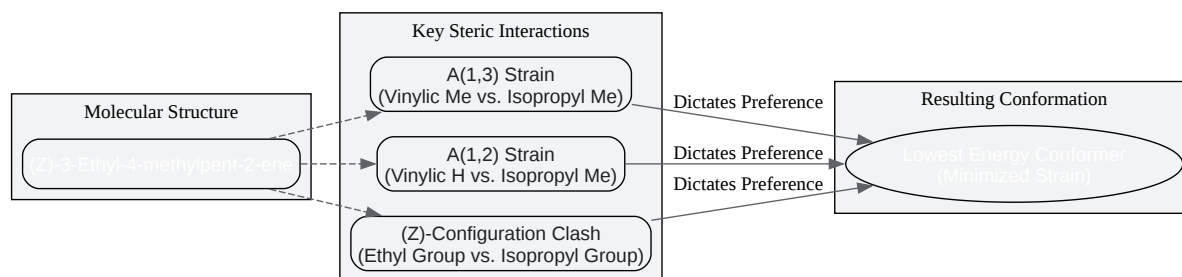 Molecular Structure
(Z)-3-Ethyl-4-methylpent-2-ene
Key Steric Interactions
A(1,3) Strain
(Vinylic Me vs. Isopropyl Me)
A(1,2) Strain
(Vinylic H vs. Isopropyl Me)
(Z)-Configuration Clash
(Ethyl Group vs. Isopropyl Group)
Dictates Preference
Dictates Preference
Dictates Preference
Resulting Conformation
Lowest Energy Conformer
(Minimized Strain)